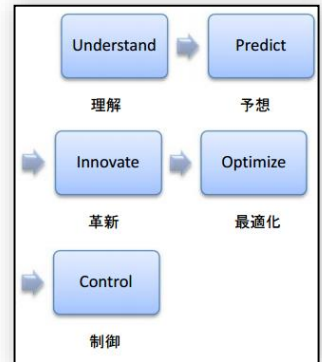 Understand Predict
理解 予想
Innovate Optimize
革新 最適化
Control
制御